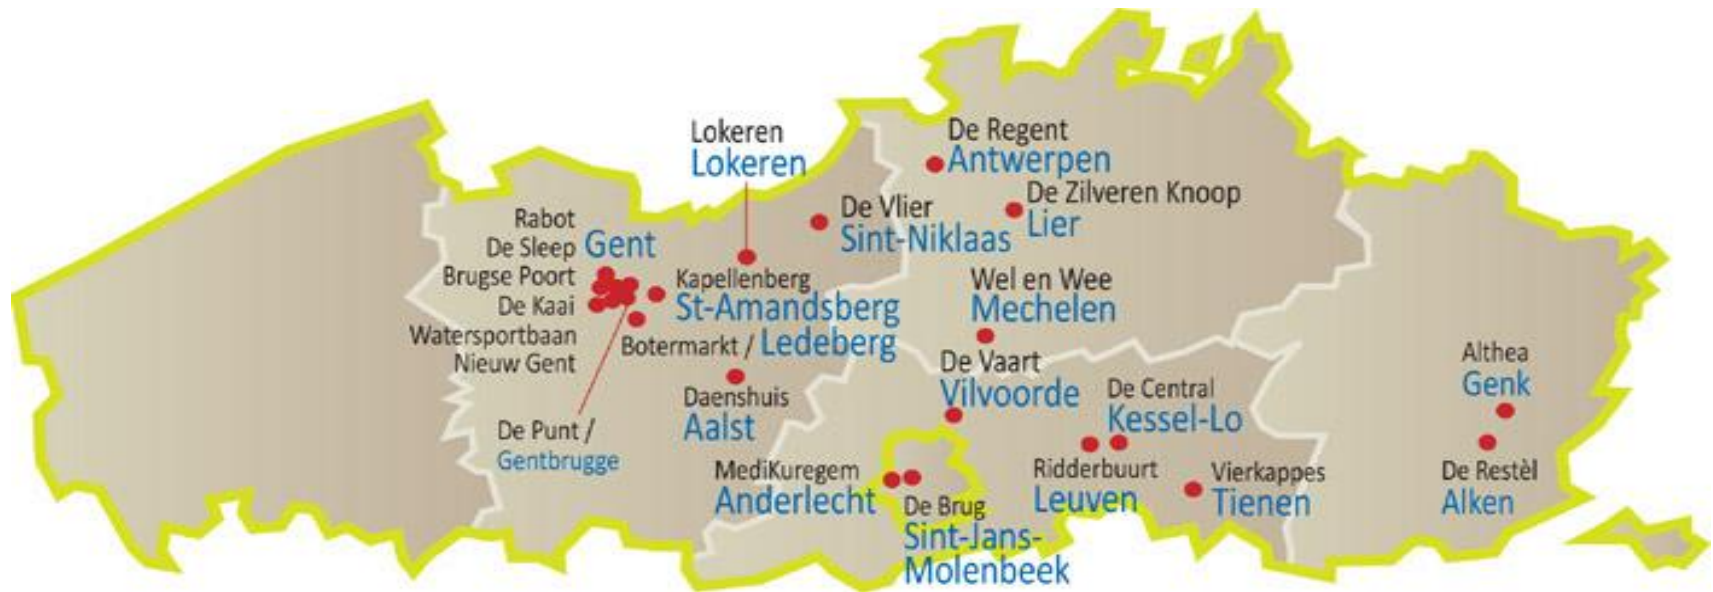 Lokeren
Lokeren
De Regent
Antwerpen
De Zilveren Knoop
Lier
De Vlier
Sint-Niklaas
Rabot
De Sleep
Gent
Brugse Poort
De Kaai
Watersportbaan
Nieuw Gent
Kapellenberg
St-Amandsberg
Botermarkt / Ledeberg
Wel en Wee
Mechelen
De Vaart
Vilvoorde
Daenshuis
Aalst
De Punt /
Gentbrugge
De Central
Kessel-Lo
Althea
Genk
MediKuregem
Anderlecht
De Brug
Sint-Jans-
Molenbeek
Ridderbuurt
Leuven
Vierkappes
Tienen
De Restèl
Alken